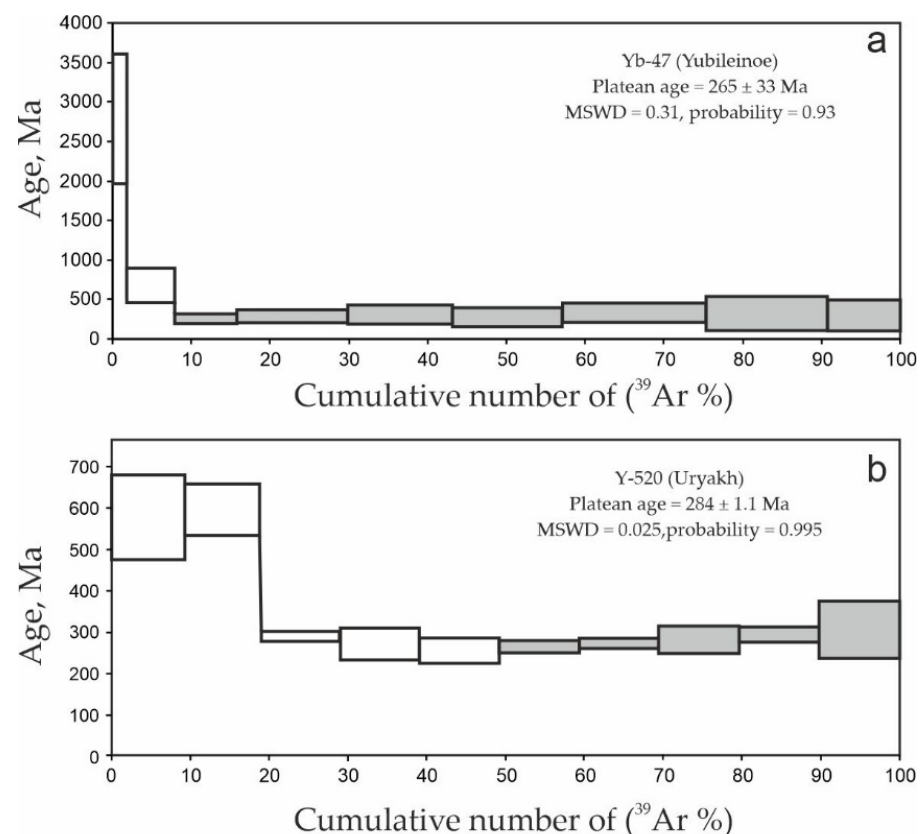 a
Yb-47 (Yubileinoe)
Platean age = 265 ± 33 Ma
MSWD = 0.31, probability = 0.93
Age, Ma
4000
3500
3000
2500
2000
1500
1000
500
0
0 10 20 30 40 50 60 70 80 90 100
Cumulative number of (³⁹Ar %)
b
Y-520 (Uryakh)
Platean age = 284 ± 1.1 Ma
MSWD = 0.025,probability = 0.995
Age, Ma
700
600
500
400
300
200
100
0
0 10 20 30 40 50 60 70 80 90 100
Cumulative number of (³⁹Ar %)